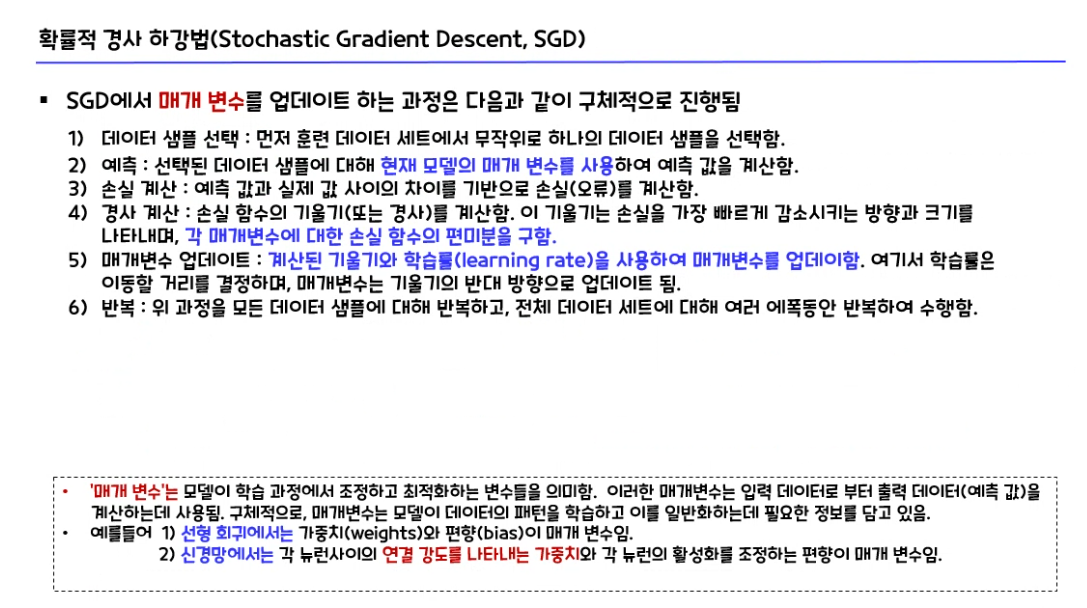 확률적 경사 하강법(Stochastic Gradient Descent, SGD)
▪ SGD에서 매개 변수를 업데이트 하는 과정은 다음과 같이 구체적으로 진행됨
1) 데이터 샘플 선택 : 먼저 훈련 데이터 세트에서 무작위로 하나의 데이터 샘플을 선택함.
2) 예측 : 선택된 데이터 샘플에 대해 현재 모델의 매개 변수를 사용하여 예측 값을 계산함.
3) 손실 계산 : 예측 값과 실제 값 사이의 차이를 기반으로 손실(오류)를 계산함.
4) 경사 계산 : 손실 함수의 기울기(또는 경사)를 계산함. 이 기울기는 손실을 가장 빠르게 감소시키는 방향과 크기를
나타내며, 각 매개변수에 대한 손실 함수의 편미분을 구함.
5) 매개변수 업데이트 : 계산된 기울기와 학습률(learning rate)을 사용하여 매개변수를 업데이함. 여기서 학습률은
이동할 거리를 결정하며, 매개변수는 기울기의 반대 방향으로 업데이트 됨.
6) 반복 : 위 과정을 모든 데이터 샘플에 대해 반복하고, 전체 데이터 세트에 대해 여러 에폭동안 반복하여 수행함.
• '매개 변수'는 모델이 학습 과정에서 조정하고 최적화하는 변수들을 의미함. 이러한 매개변수는 입력 데이터로 부터 출력 데이터(예측 값)을
계산하는데 사용됨. 구체적으로, 매개변수는 모델이 데이터의 패턴을 학습하고 이를 일반화하는데 필요한 정보를 담고 있음.
• 예를들어 1) 선형 회귀에서는 가중치(weights)와 편향(bias)이 매개 변수임.
2) 신경망에서는 각 뉴런사이의 연결 강도를 나타내는 가중치와 각 뉴런의 활성화를 조정하는 편향이 매개 변수임.